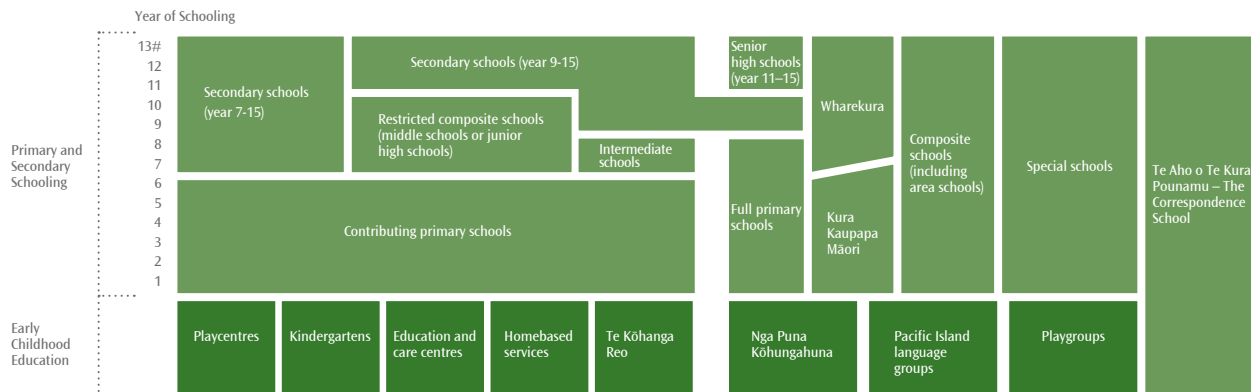 Year of Schooling
13#
12
11
10
9
8
7
6
5
4
3
2
1
Primary and
Secondary
Schooling
Secondary schools
(year 7-15)
Secondary schools (year 9-15)
Restricted composite schools
(middle schools or junior
high schools)
Intermediate
schools
Contributing primary schools
Senior
high schools
(year 11–15)
Full primary
schools
Wharekura
Kura
Kaupapa
Māori
Composite
schools
(including
area schools)
Special schools
Te Aho o Te Kura
Pounamu – The
Correspondence
School
Early
Childhood
Education
Playcentres
Kindergartens
Education and
care centres
Homebased
services
Te Kōhanga
Reo
Nga Puna
Kōhungahuna
Pacific Island
language
groups
Playgroups